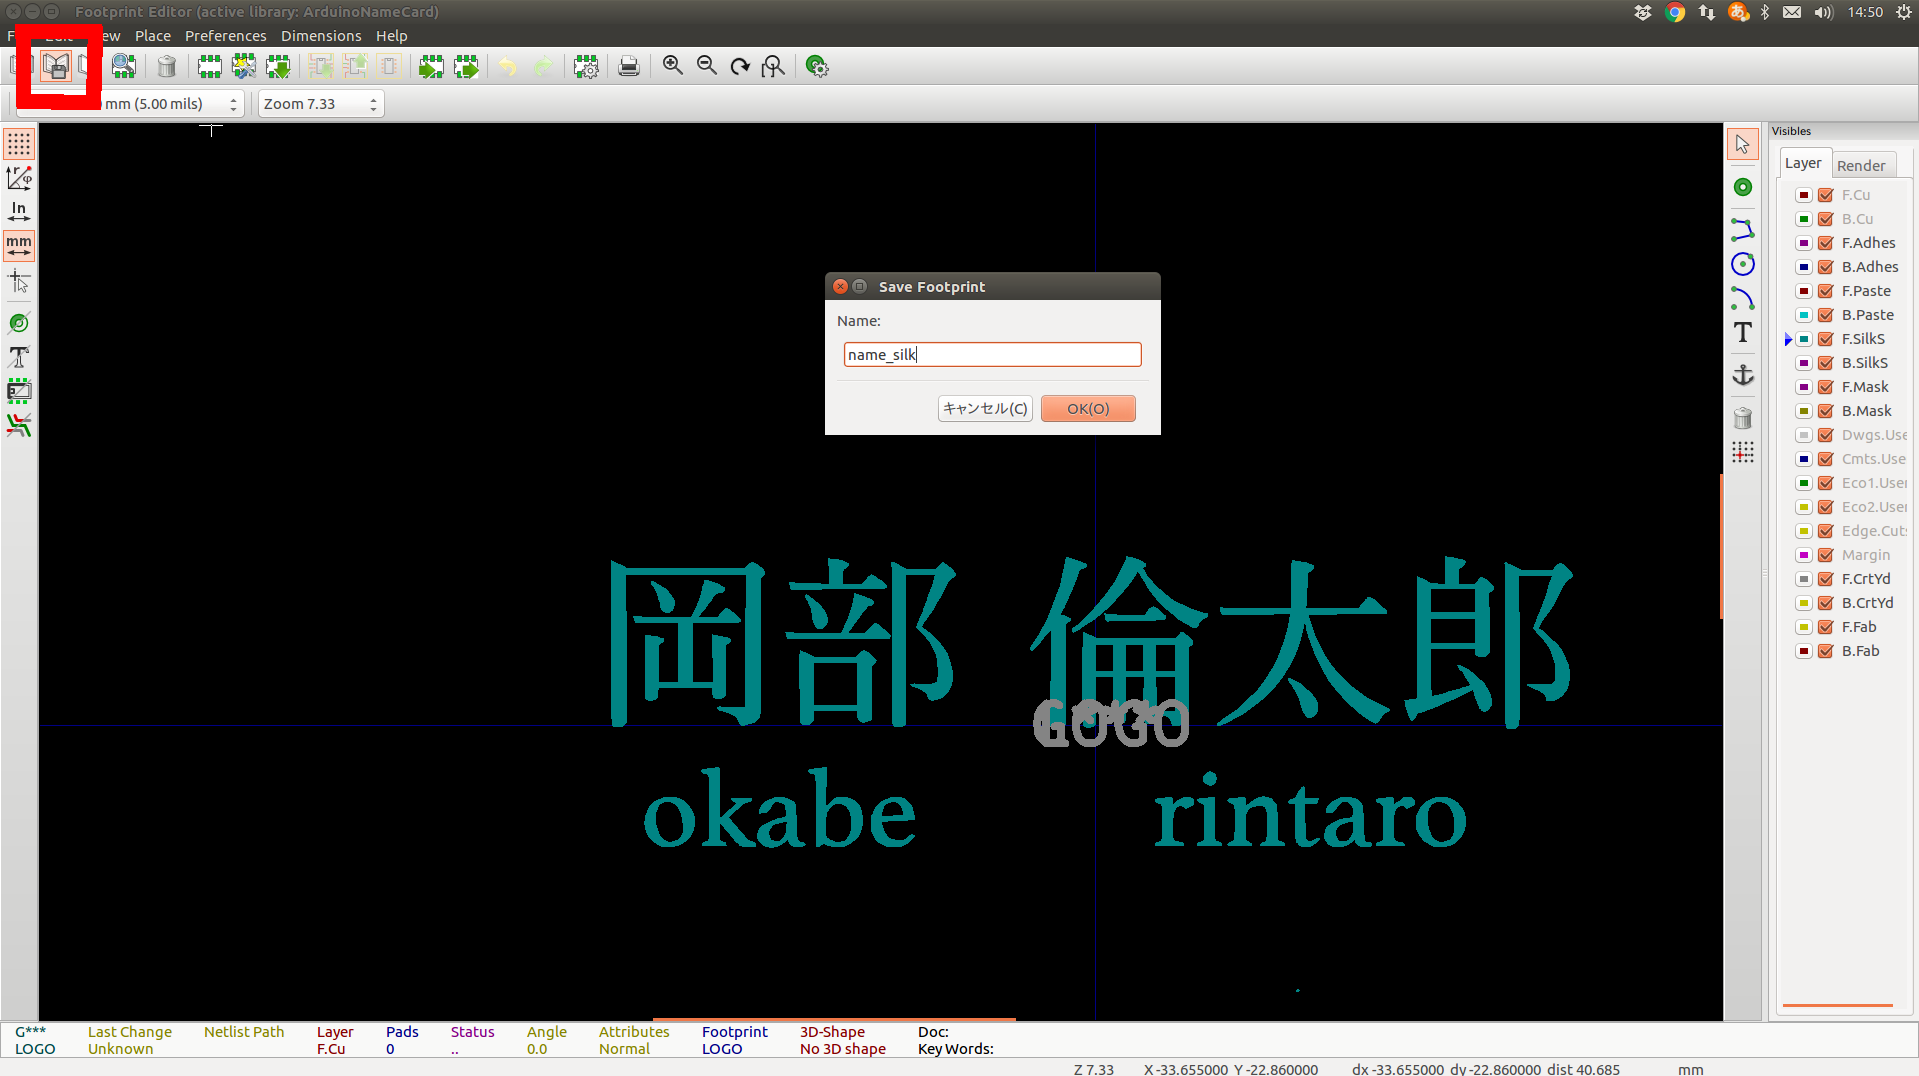 Footprint Editor (active library: ArduinoNameCard)
14:50
Place Preferences Dimensions Help
mm (5.00 mils)
Zoom 7.33
In
mm
Visibles
Layer Render
F.Cu
B.Cu
F.Adhes
B.Adhes
F.Paste
B.Paste
F.SilkS
B.SilkS
F.Mask
B.Mask
Dwgs.Use
Cmts.Use
Eco1.User
Eco2.User
Edge.Cuts
Margin
F.CrtYd
B.CrtYd
F.Fab
B.Fab
Save Footprint
Name:
name_silk
キャンセル(C) OK(O)
岡部 倫太郎
LOGO
okabe rintaro
G*** Last Change Netlist Path Layer Pads Status Angle Attributes Footprint 3D-Shape Doc:
LOGO Unknown F.Cu 0 .. 0.0 Normal LOGO No 3D shape Key Words:
Z 7.33 X -33.655000 Y -22.860000 dx -33.655000 dy -22.860000 dist 40.685 mm